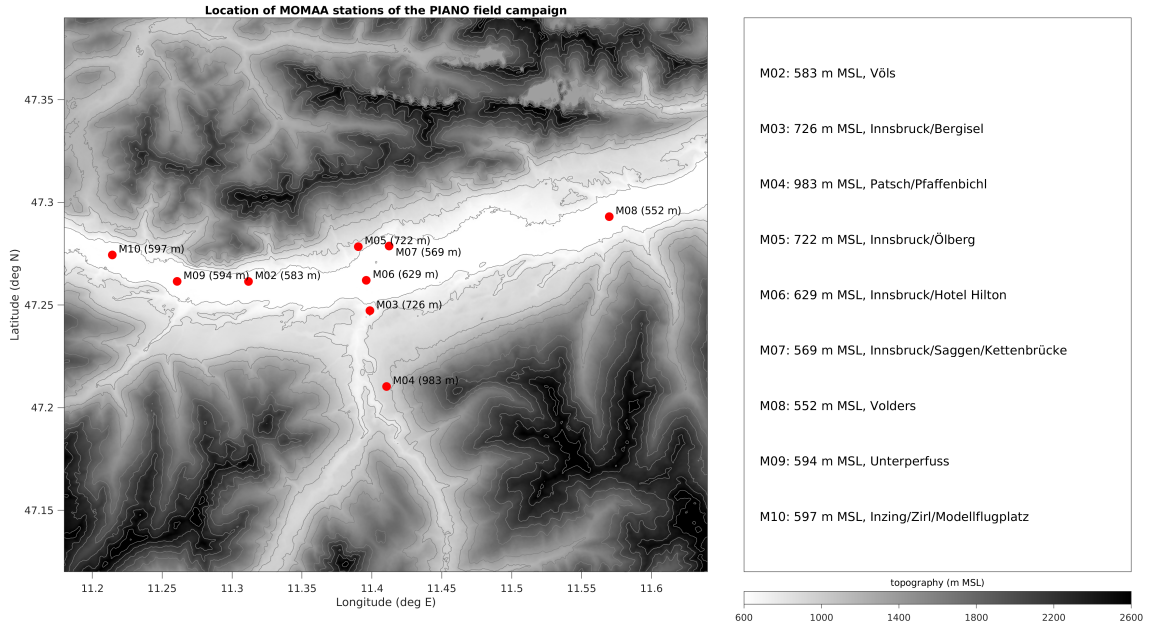 Location of MOMAA stations of the PIANO field campaign
47.35
47.3
47.25
47.2
47.15
Latitude (deg N)
M08 (552 m)
M05 (722 m)
M10 (597 m)
M07 (569 m)
M09 (594 m)
M02 (583 m)
M06 (629 m)
M03 (726 m)
M04 (983 m)
11.2
11.25
11.3
11.35
11.4
11.45
11.5
11.55
11.6
Longitude (deg E)
M02: 583 m MSL, Völs
M03: 726 m MSL, Innsbruck/Bergisel
M04: 983 m MSL, Patsch/Pfaffenbichl
M05: 722 m MSL, Innsbruck/Ölberg
M06: 629 m MSL, Innsbruck/Hotel Hilton
M07: 569 m MSL, Innsbruck/Saggen/Kettenbrücke
M08: 552 m MSL, Volders
M09: 594 m MSL, Unterperfuss
M10: 597 m MSL, Inzing/Zirl/Modellflugplatz
topography (m MSL)
600
1000
1400
1800
2200
2600